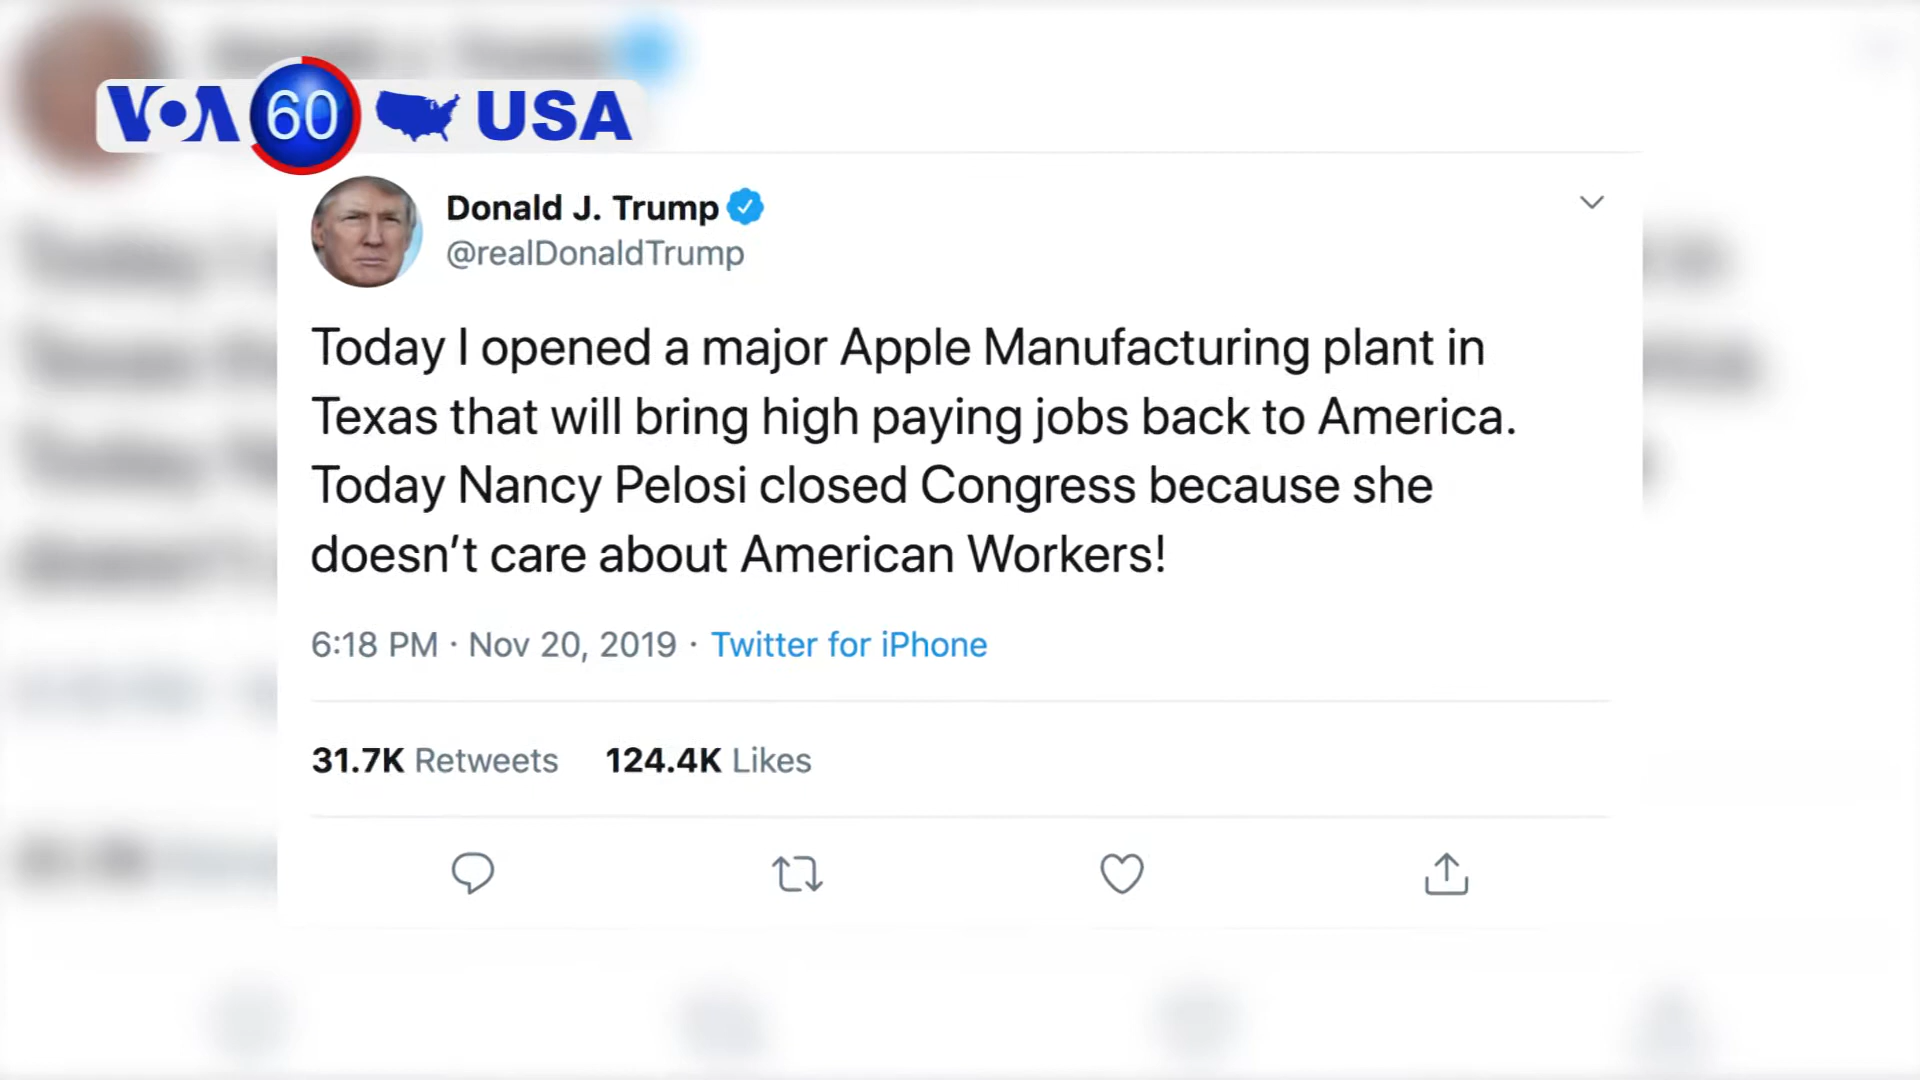 VOA 60 USA
Donald J. Trump
@realDonaldTrump
Today I opened a major Apple Manufacturing plant in
Texas that will bring high paying jobs back to America.
Today Nancy Pelosi closed Congress because she
doesn’t care about American Workers!
6:18 PM · Nov 20, 2019 · Twitter for iPhone
31.7K Retweets 124.4K Likes